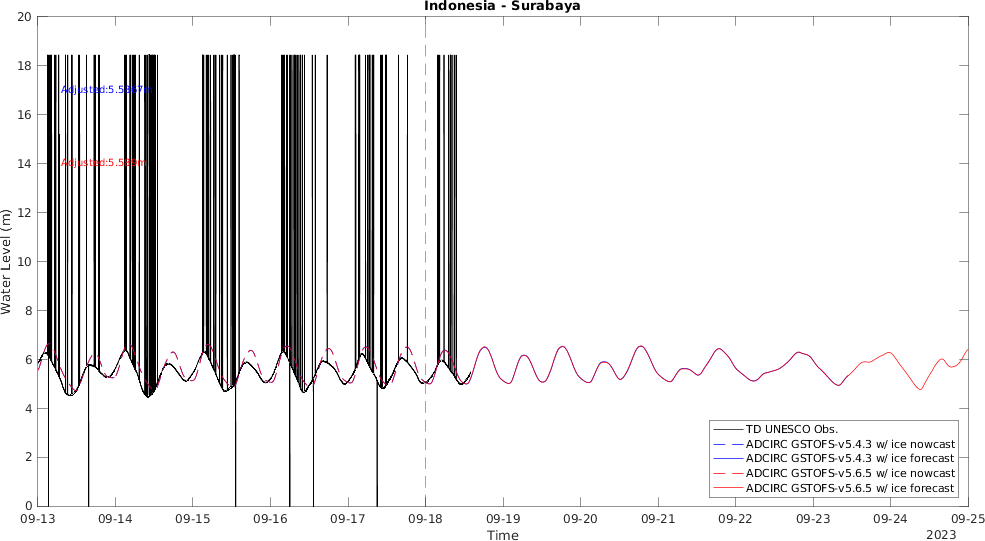 Indonesia - Surabaya
20
18
16
14
12
10
8
6
4
2
0
Water Level (m)
Adjusted:5.5367m
Adjusted:5.539m
TD UNESCO Obs.
ADCIRC GSTOFS-v5.4.3 w/ ice nowcast
ADCIRC GSTOFS-v5.4.3 w/ ice forecast
ADCIRC GSTOFS-v5.6.5 w/ ice nowcast
ADCIRC GSTOFS-v5.6.5 w/ ice forecast
09-13 09-14 09-15 09-16 09-17 09-18 09-19 09-20 09-21 09-22 09-23 09-24 09-25
Time
2023